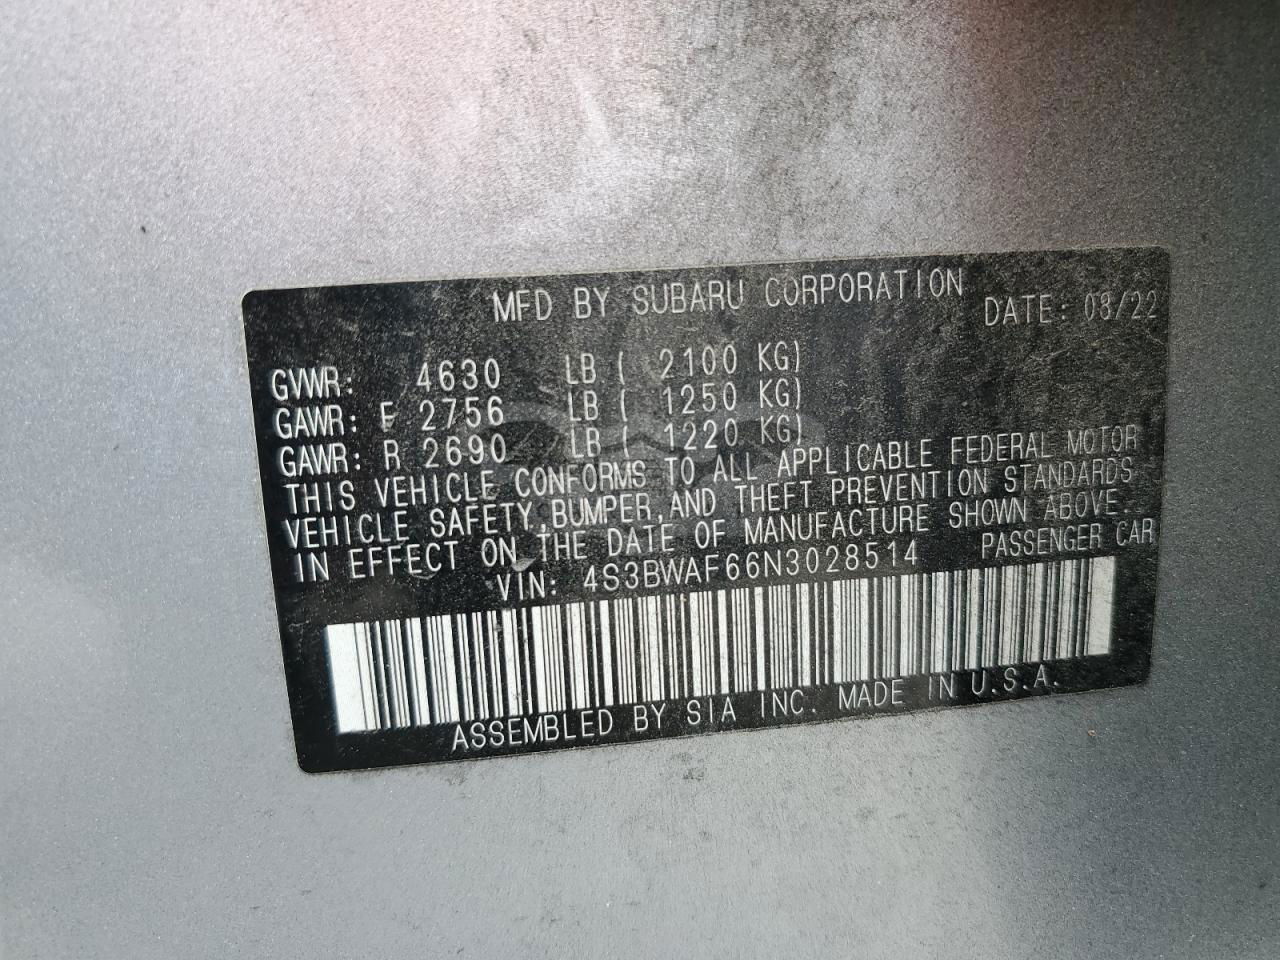 MFD BY SUBARU CORPORATION DATE: 08/22
GVWR: 4630 LB ( 2100 KG)
GAWR: F 2756 LB ( 1250 KG)
GAWR: R 2690 LB ( 1220 KG)
THIS VEHICLE CONFORMS TO ALL APPLICABLE FEDERAL MOTOR
VEHICLE SAFETY, BUMPER, AND THEFT PREVENTION STANDARDS
IN EFFECT ON THE DATE OF MANUFACTURE SHOWN ABOVE.
VIN: 4S3BWAF66N3028514 PASSENGER CAR
ASSEMBLED BY SIA INC. MADE IN U.S.A.